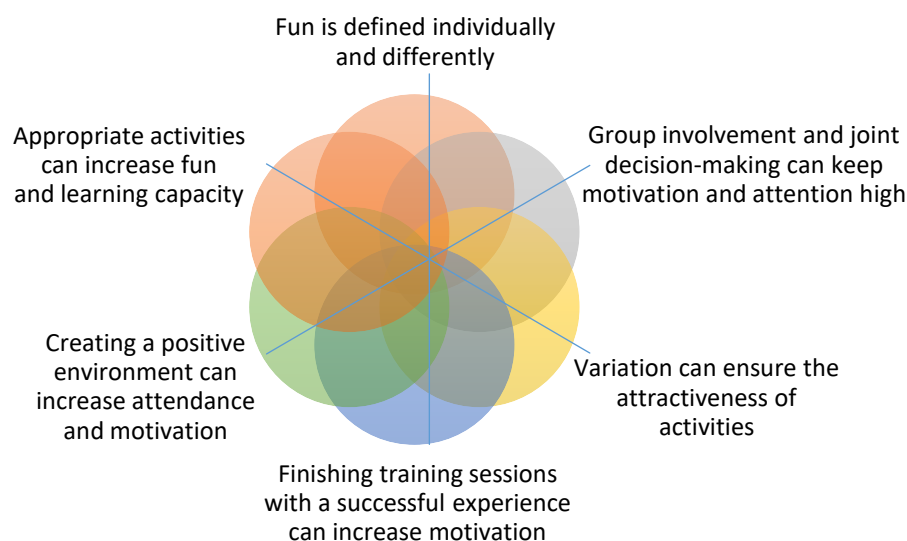 Fun is defined individually
and differently
Appropriate activities
can increase fun
and learning capacity
Group involvement and joint
decision-making can keep
motivation and attention high
Creating a positive
environment can
increase attendance
and motivation
Variation can ensure the
attractiveness of
activities
Finishing training sessions
with a successful experience
can increase motivation